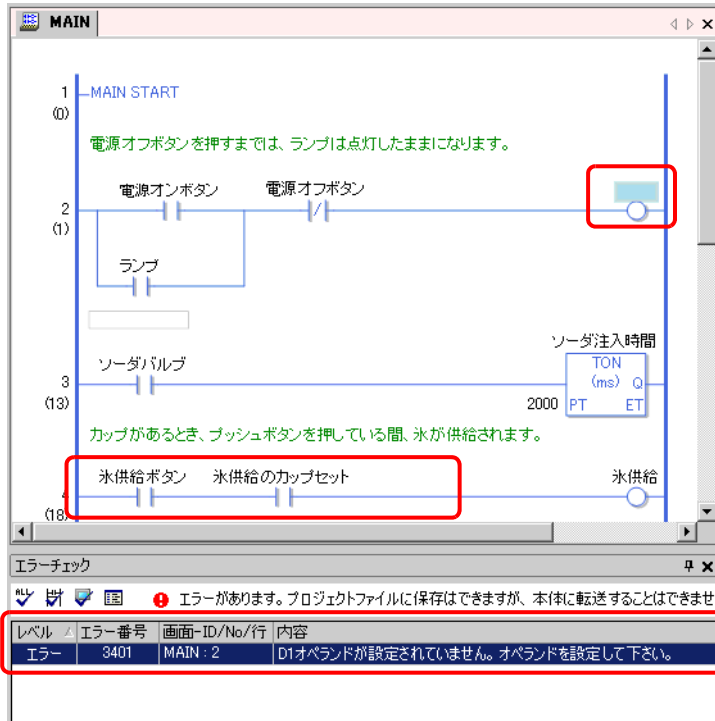 MAIN
1 MAIN START
(0)
電源オフボタンを押すまでは、ランプは点灯したままになります。
電源オンボタン 電源オフボタン
2
(1)
ランプ
ソーダ注入時間
ソーダバルブ TON
3 (ms) Q
(13) 2000 PT ET
カップがあるとき、プッシュボタンを押している間、氷が供給されます。
氷供給ボタン 氷供給のカップセット 氷供給
4
(18)
エラーチェック
エラーがあります。プロジェクトファイルに保存はできますが、本体に転送することはできませ
レベル エラー番号 画面-ID/No/行 内容
エラー 3401 MAIN : 2 D1オペランドが設定されていません。オペランドを設定して下さい。